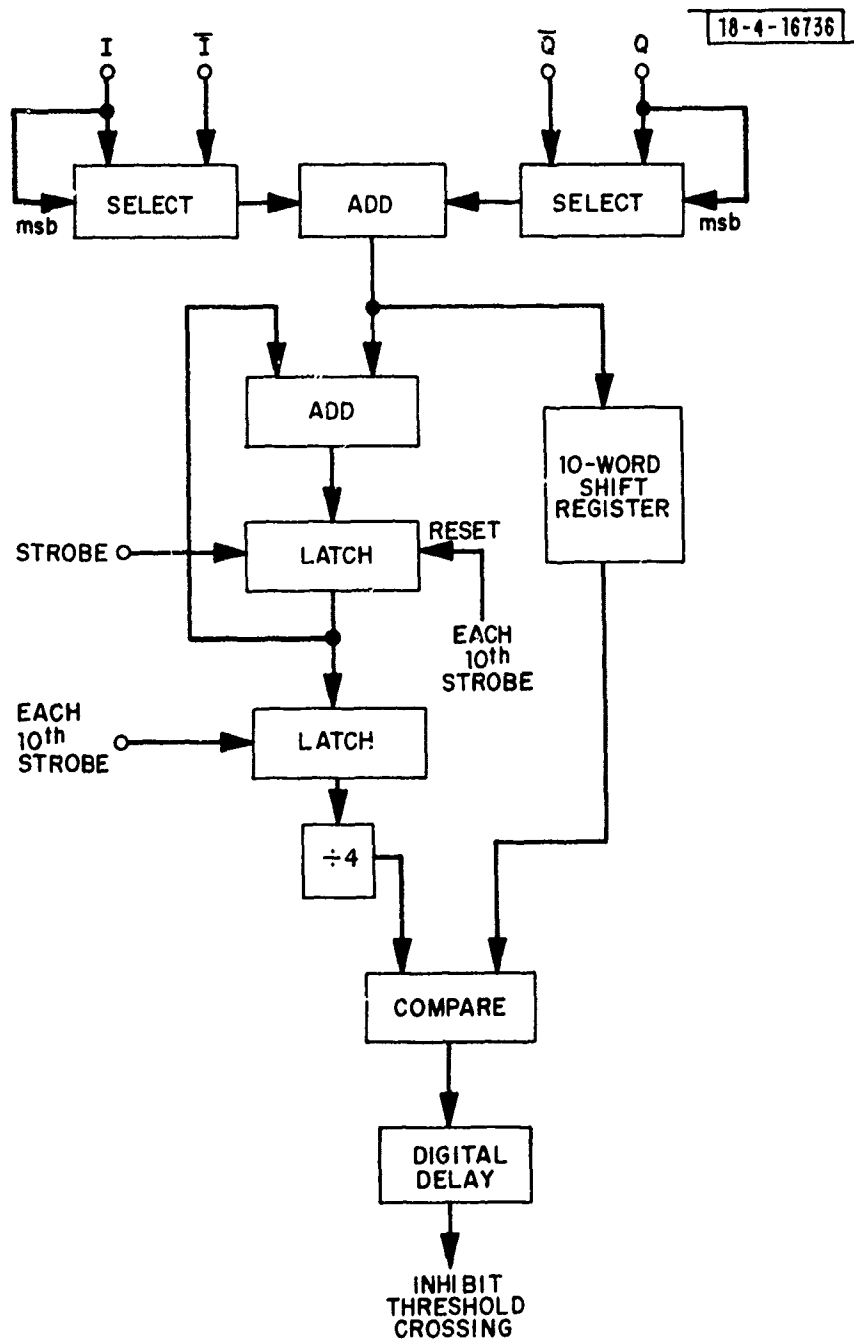 18-4-16736
I
I̅
Q̅
Q
SELECT
ADD
SELECT
msb
msb
ADD
10-WORD
SHIFT
REGISTER
STROBE
LATCH
RESET
EACH
10th
STROBE
EACH
10th
STROBE
LATCH
÷4
COMPARE
DIGITAL
DELAY
INHIBIT
THRESHOLD
CROSSING